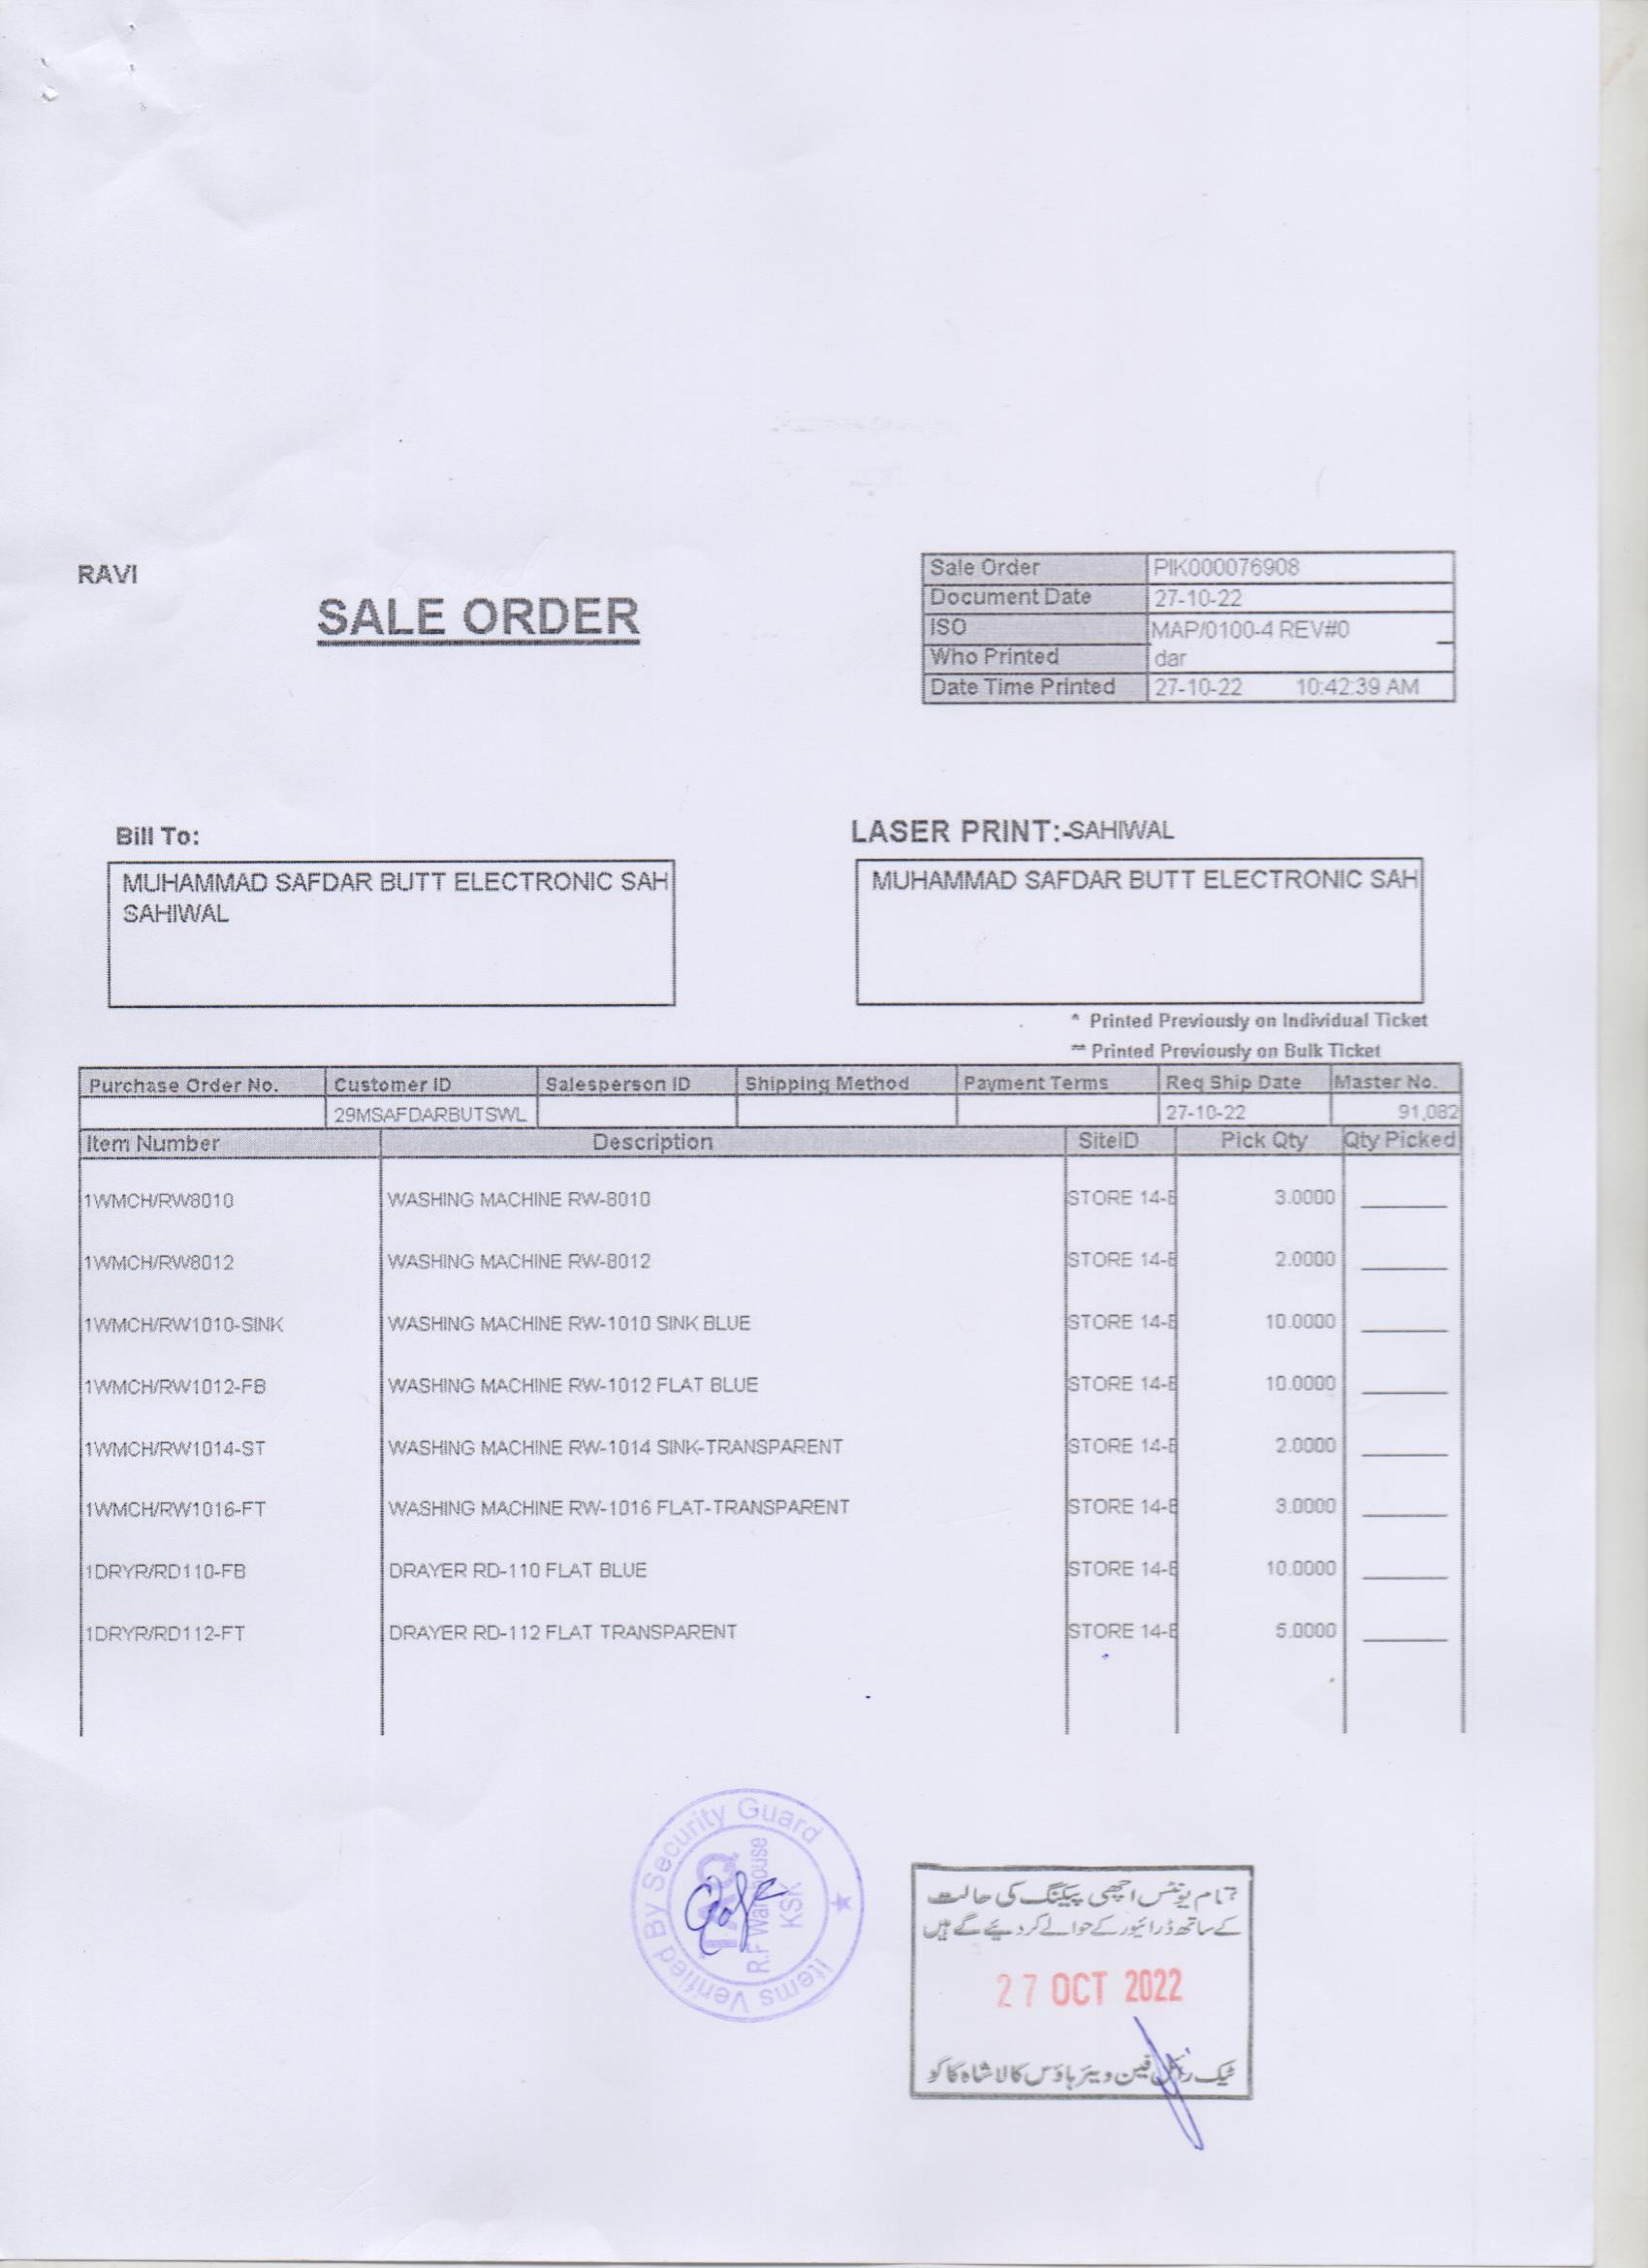 RAVI
SALE ORDER
Sale Order PIK000076908
Document Date 27-10-22
ISO MAP/0100-4 REV#0
Who Printed dar
Date Time Printed 27-10-22 10:42:39 AM
Bill To:
MUHAMMAD SAFDAR BUTT ELECTRONIC SAH
SAHIWAL
LASER PRINT:-SAHIWAL
MUHAMMAD SAFDAR BUTT ELECTRONIC SAH
* Printed Previously on Individual Ticket
** Printed Previously on Bulk Ticket
Purchase Order No. Customer ID Salesperson ID Shipping Method Payment Terms Req Ship Date Master No.
29MSAFDARBUTSWL 27-10-22 91,082
Item Number Description SiteID Pick Qty Qty Picked
1WMCH/RW8010 WASHING MACHINE RW-8010 STORE 14-E 3.0000
1WMCH/RW8012 WASHING MACHINE RW-8012 STORE 14-E 2.0000
1WMCH/RW1010-SINK WASHING MACHINE RW-1010 SINK BLUE STORE 14-E 10.0000
1WMCH/RW1012-FB WASHING MACHINE RW-1012 FLAT BLUE STORE 14-E 10.0000
1WMCH/RW1014-ST WASHING MACHINE RW-1014 SINK-TRANSPARENT STORE 14-E 2.0000
1WMCH/RW1016-FT WASHING MACHINE RW-1016 FLAT-TRANSPARENT STORE 14-E 3.0000
1DRYR/RD110-FB DRAYER RD-110 FLAT BLUE STORE 14-E 10.0000
1DRYR/RD112-FT DRAYER RD-112 FLAT TRANSPARENT STORE 14-E 5.0000
Items Verified By Security Guard
R.F Warehouse
KSK
تمام یونٹس اچھی پیکنگ کی حالت
کے ساتھ ڈرائیور کے حوالے کر دیئے گے ہیں
27 OCT 2022
ٹیک فین ویئر ہاؤس کالا شاہ کاکو